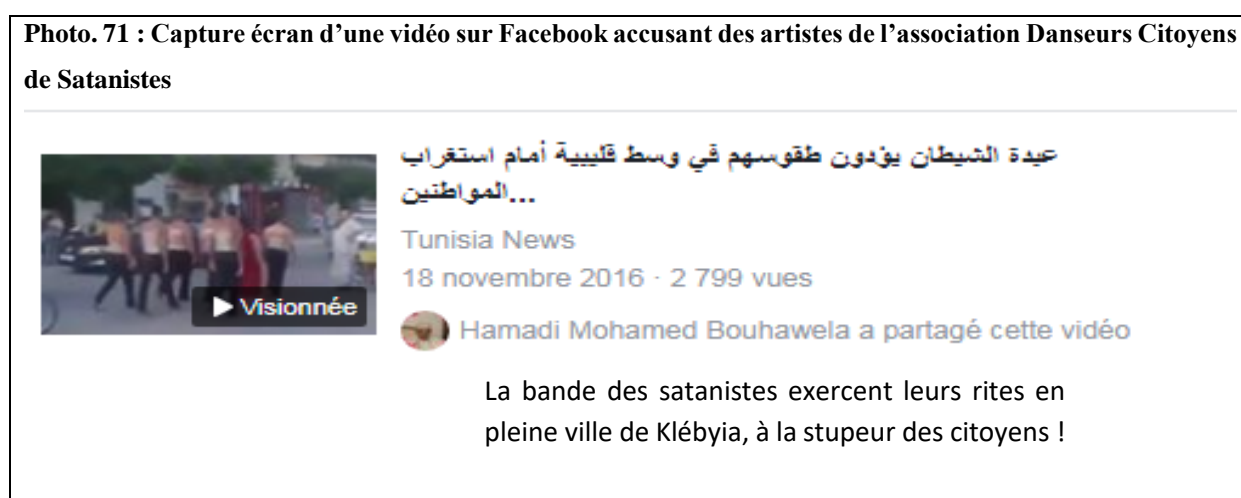 Photo. 71 : Capture écran d’une vidéo sur Facebook accusant des artistes de l’association Danseurs Citoyens
de Satanistes
عبدة الشيطان يؤدون طقوسهم في وسط قليبية أمام استغراب
المواطنين...
Tunisia News
18 novembre 2016 · 2 799 vues
Visionnée
Hamadi Mohamed Bouhawela a partagé cette vidéo
La bande des satanistes exercent leurs rites en
pleine ville de Klébyia, à la stupeur des citoyens !